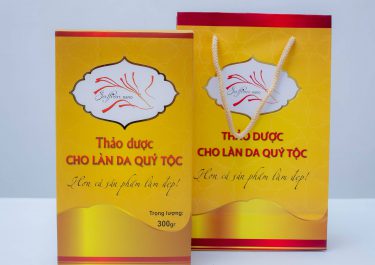 Thảo dược
CHO LÀN DA QUÝ TỘC
Hơn cả sản phẩm làm đẹp!
Trọng lượng:
300gr
THẢO DƯỢC
CHO LÀN DA QUÝ TỘC
Hơn cả sản phẩm làm đẹp!